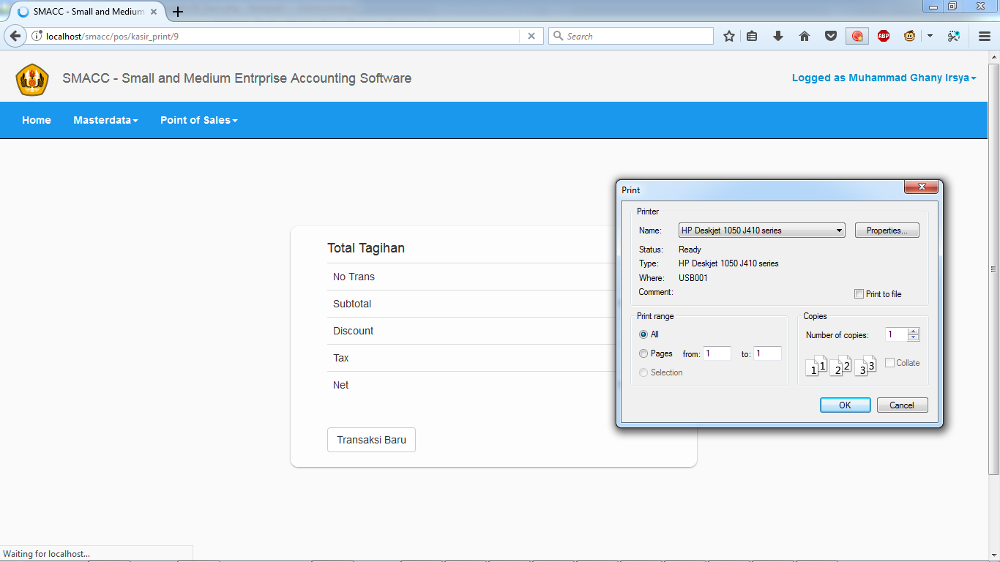 SMACC - Small and Medium
localhost/smacc/pos/kasir_print/9
Search
ABP
SMACC - Small and Medium Entrprise Accounting Software
Logged as Muhammad Ghany Irsya
Home Masterdata Point of Sales
Total Tagihan
No Trans
Subtotal
Discount
Tax
Net
Transaksi Baru
Print
Printer
Name: HP Deskjet 1050 J410 series Properties...
Status: Ready
Type: HP Deskjet 1050 J410 series
Where: USB001
Comment:
Print to file
Print range
All
Pages from: 1 to: 1
Selection
Copies
Number of copies: 1
1 1 2 2 3 3
Collate
OK Cancel
Waiting for localhost...